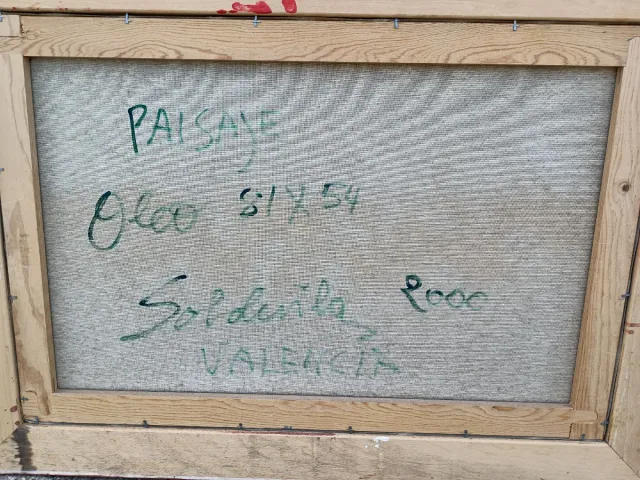 PAISAJE
Oleo 81 X 54
Soldevila 2000
VALENCIA